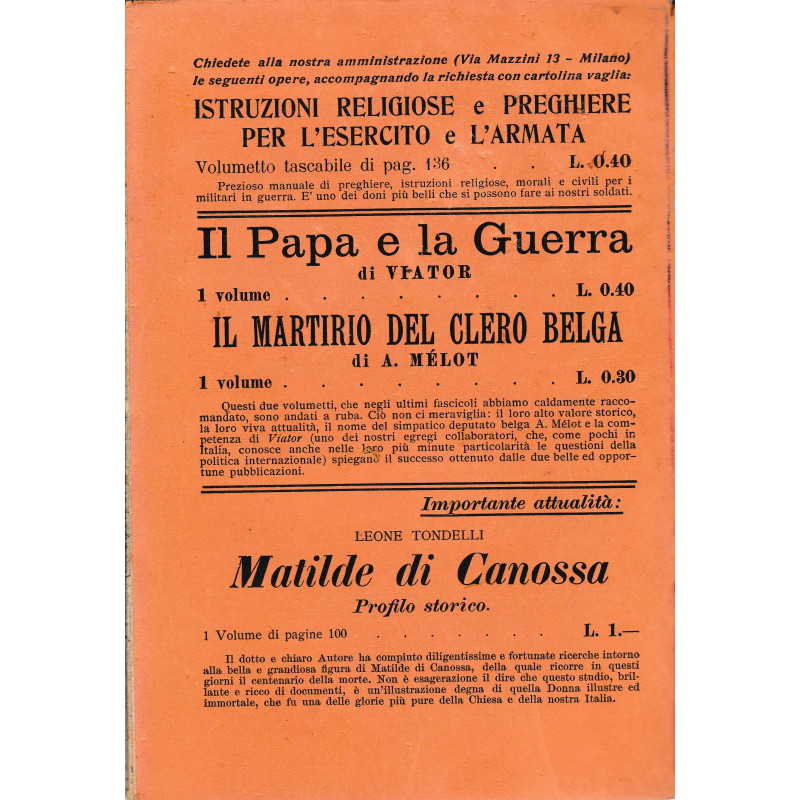 Chiedete alla nostra amministrazione (Via Mazzini 13 - Milano)
le seguenti opere, accompagnando la richiesta con cartolina vaglia:
ISTRUZIONI RELIGIOSE e PREGHIERE
PER L'ESERCITO e L'ARMATA
Volumetto tascabile di pag. 136 . . L. 0.40
Prezioso manuale di preghiere, istruzioni religiose, morali e civili per i
militari in guerra. E' uno dei doni più belli che si possono fare ai nostri soldati.
Il Papa e la Guerra
di VIATOR
1 volume . . . . . . . . L. 0.40
IL MARTIRIO DEL CLERO BELGA
di A. MÉLOT
1 volume . . . . . . . . L. 0.30
Questi due volumetti, che negli ultimi fascicoli abbiamo caldamente racco-
mandato, sono andati a ruba. Ciò non ci meraviglia: il loro alto valore storico,
la loro viva attualità, il nome del simpatico deputato belga A. Mélot e la com-
petenza di Viator (uno dei nostri egregi collaboratori, che, come pochi in
Italia, conosce anche nelle loro più minute particolarità le questioni della
politica internazionale) spiegano il successo ottenuto dalle due belle ed oppor-
tune pubblicazioni.
Importante attualità:
LEONE TONDELLI
Matilde di Canossa
Profilo storico.
1 Volume di pagine 100 . . . . . . . L. 1.—
Il dotto e chiaro Autore ha compiuto diligentissime e fortunate ricerche intorno
alla bella e grandiosa figura di Matilde di Canossa, della quale ricorre in questi
giorni il centenario della morte. Non è esagerazione il dire che questo studio, bril-
lante e ricco di documenti, è un'illustrazione degna di quella Donna illustre ed
immortale, che fu una delle glorie più pure della Chiesa e della nostra Italia.